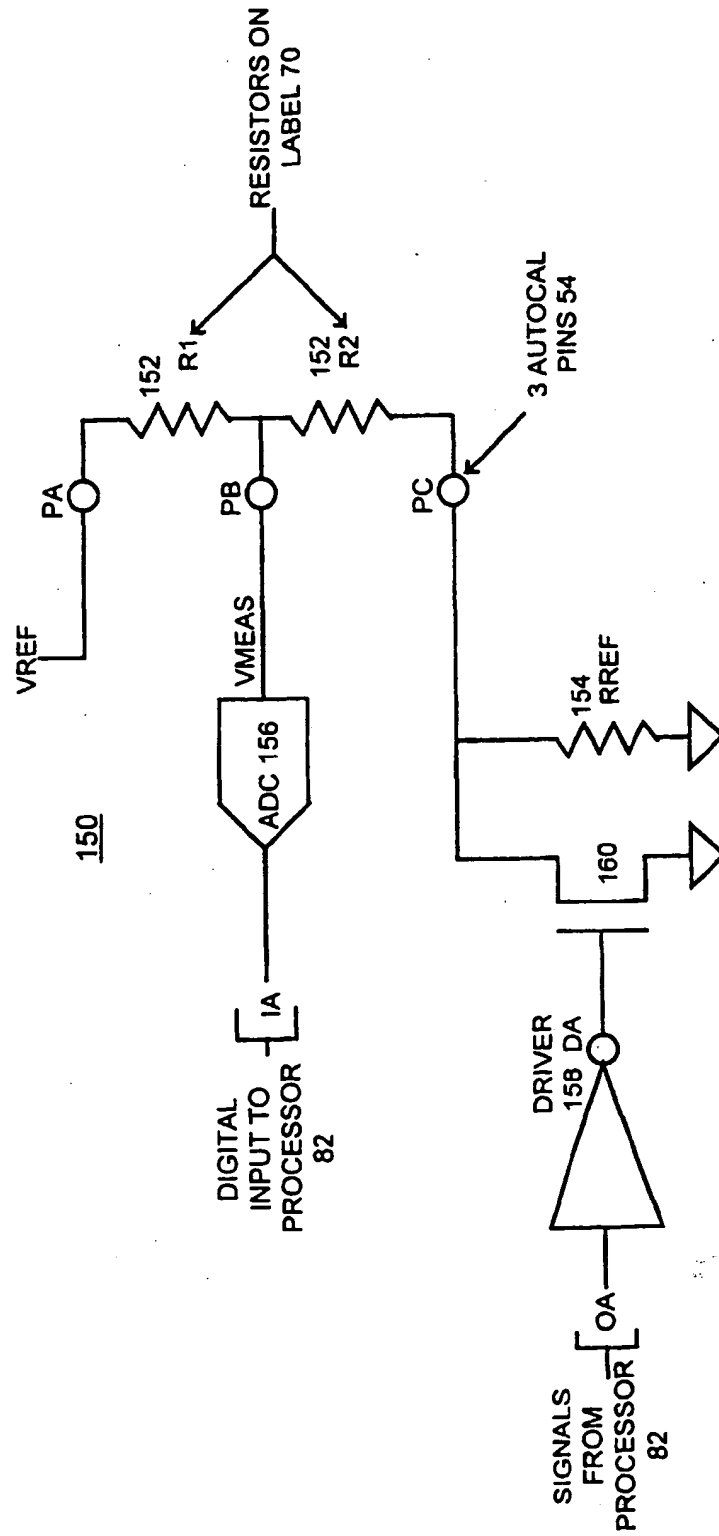 150
VREF
PA
152
R1
RESISTORS ON
LABEL 70
DIGITAL
INPUT TO
PROCESSOR
82
IA
ADC 156
VMEAS
PB
152
R2
PC
3 AUTOCAL
PINS 54
SIGNALS
FROM
PROCESSOR
82
OA
DRIVER
158 DA
160
154
RREF